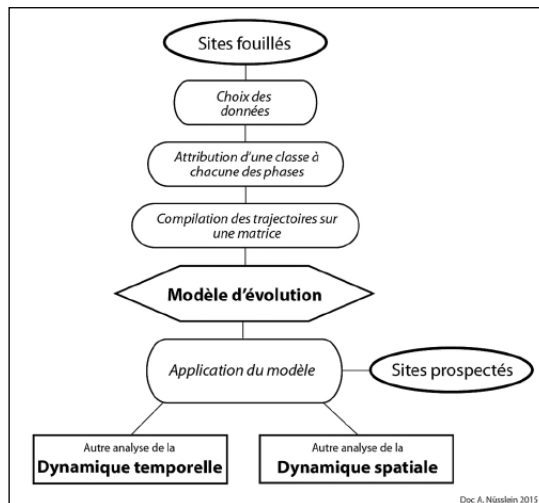 Sites fouillés
Choix des
données
Attribution d'une classe à
chacune des phases
Compilation des trajectoires sur
une matrice
Modèle d'évolution
Application du modèle
Sites prospectés
Autre analyse de la
Dynamique temporelle
Autre analyse de la
Dynamique spatiale
Doc A. Nüsslein 2015